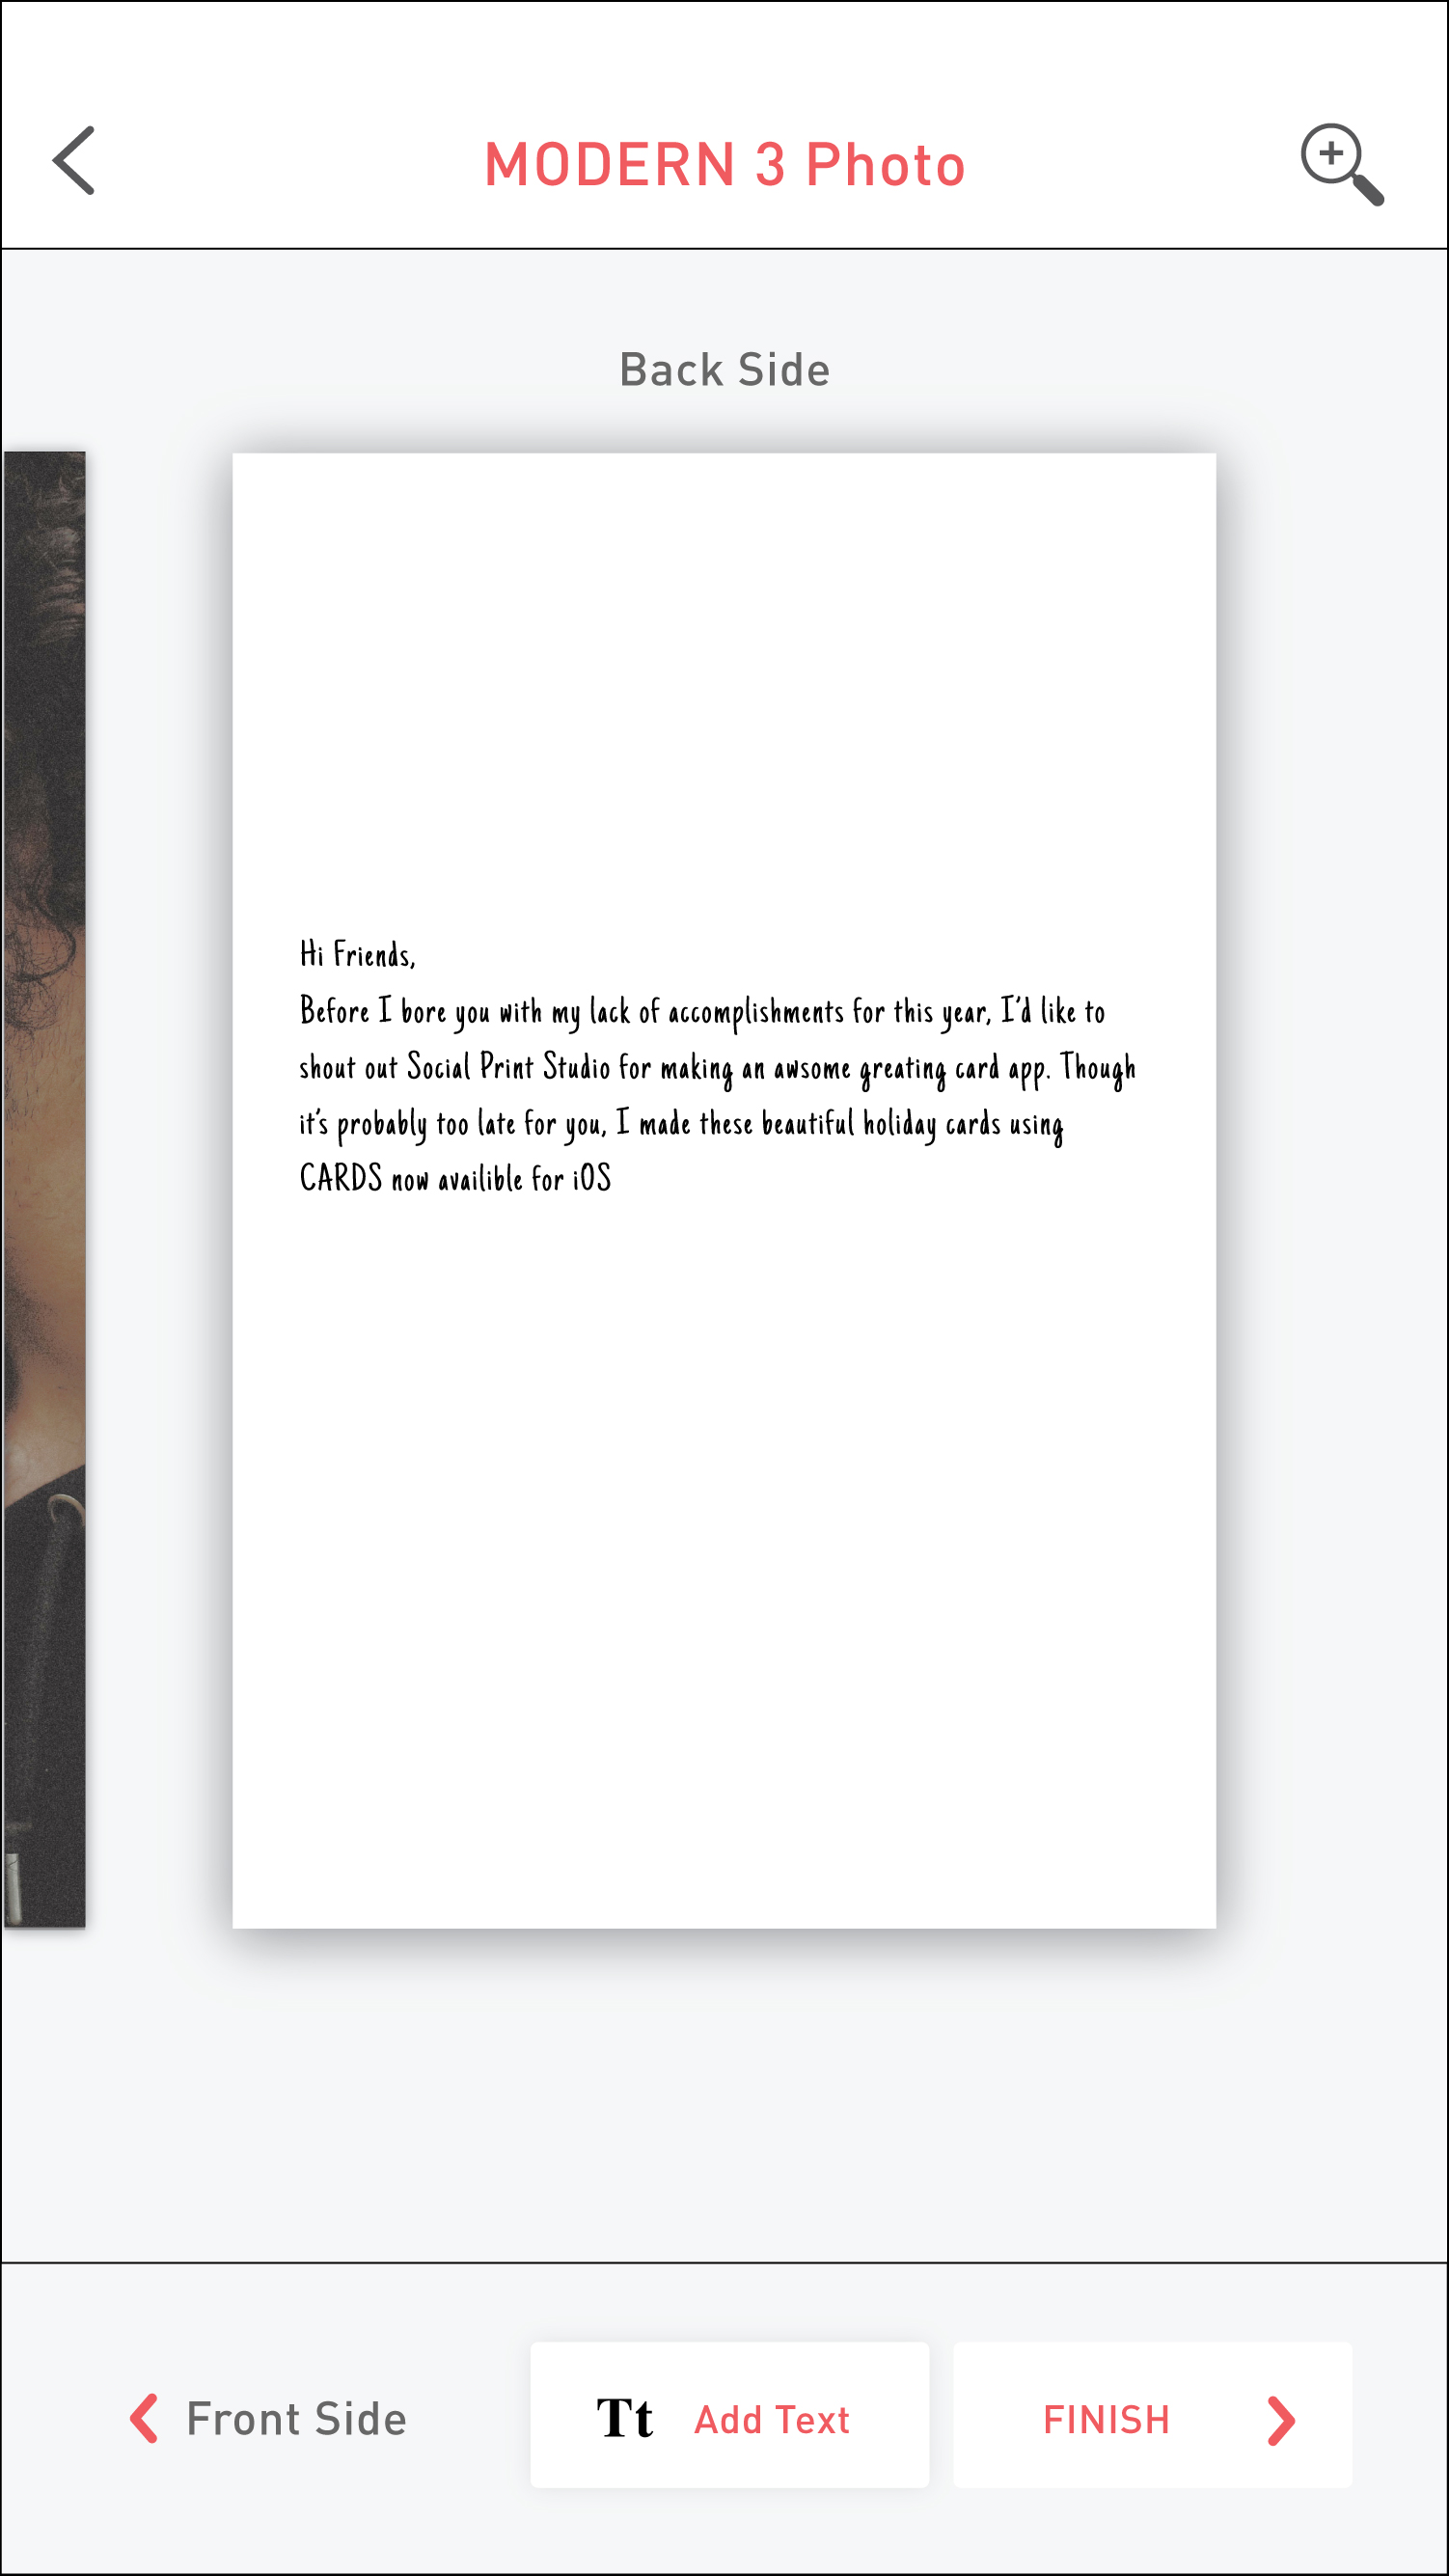 MODERN 3 Photo
Back Side
Hi Friends,
Before I bore you with my lack of accomplishments for this year, I'd like to
shout out Social Print Studio for making an awsome greating card app. Though
it's probably too late for you, I made these beautiful holiday cards using
CARDS now availible for iOS
Front Side
Tt Add Text
FINISH